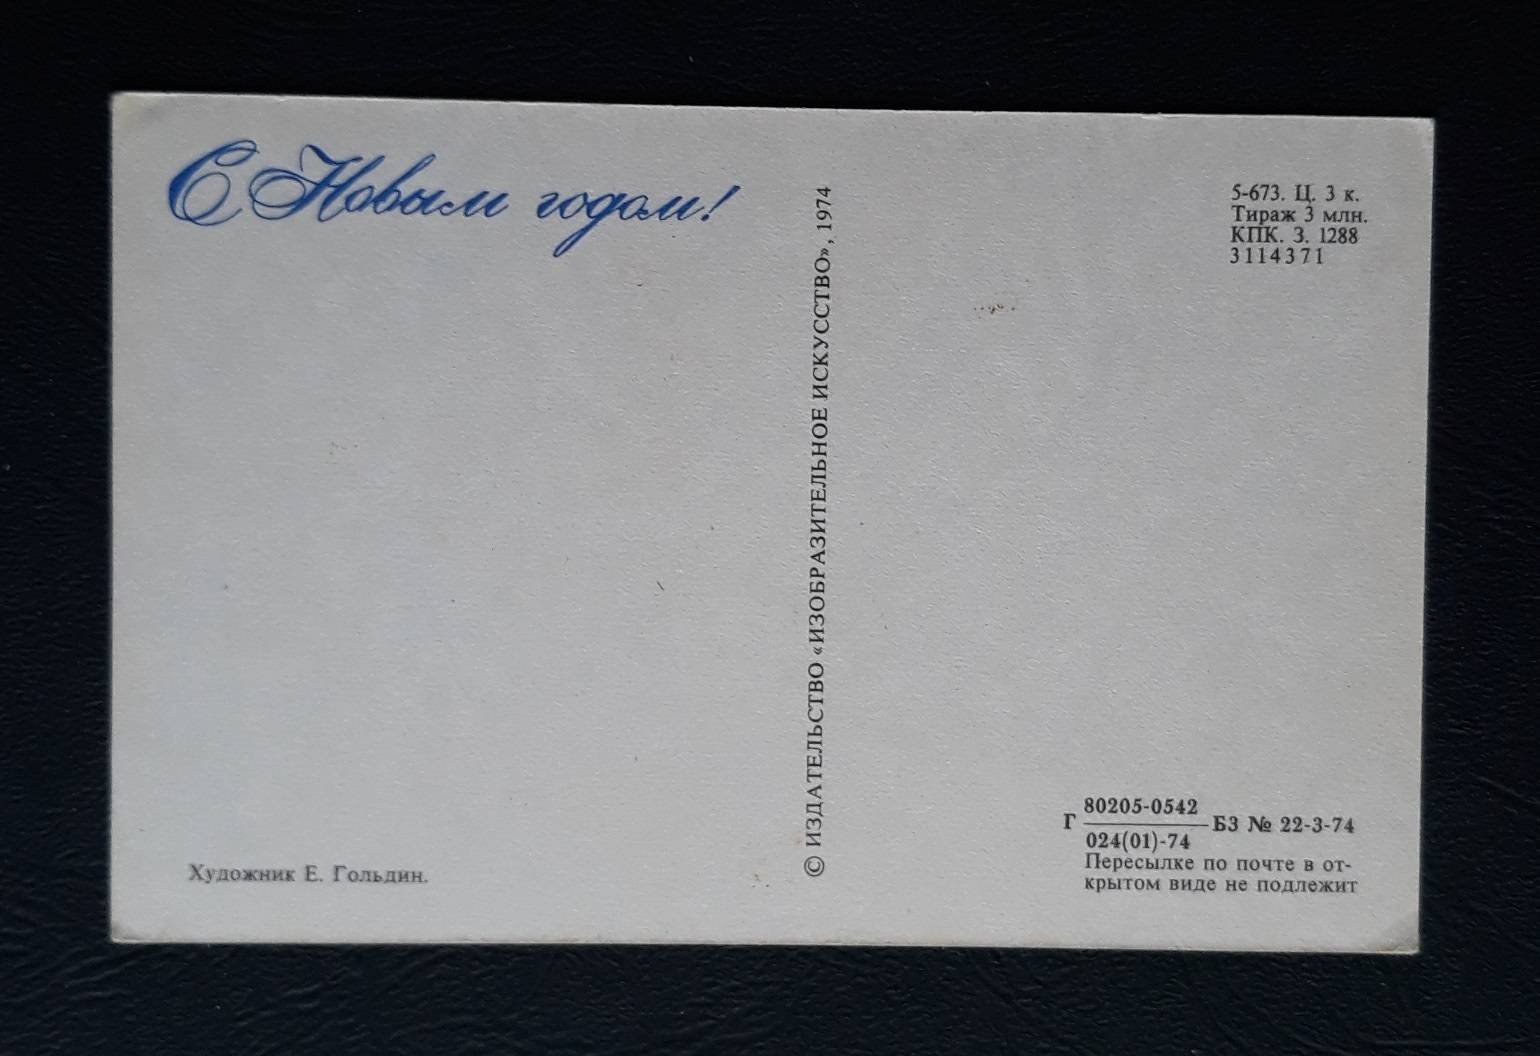 С Новым годом!
Художник Е. Гольдин.
© ИЗДАТЕЛЬСТВО «ИЗОБРАЗИТЕЛЬНОЕ ИСКУССТВО», 1974
5-673. Ц. 3 к.
Тираж 3 млн.
КПК. З. 1288
3114371
80205-0542
Г БЗ № 22-3-74
024(01)-74
Пересылке по почте в от-
крытом виде не подлежит